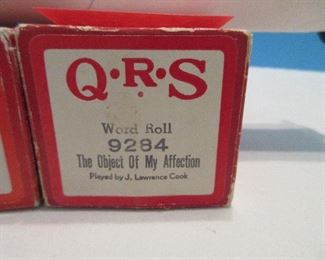 Q·R·S
Word Roll
9284
The Object Of My Affection
Played by J. Lawrence Cook